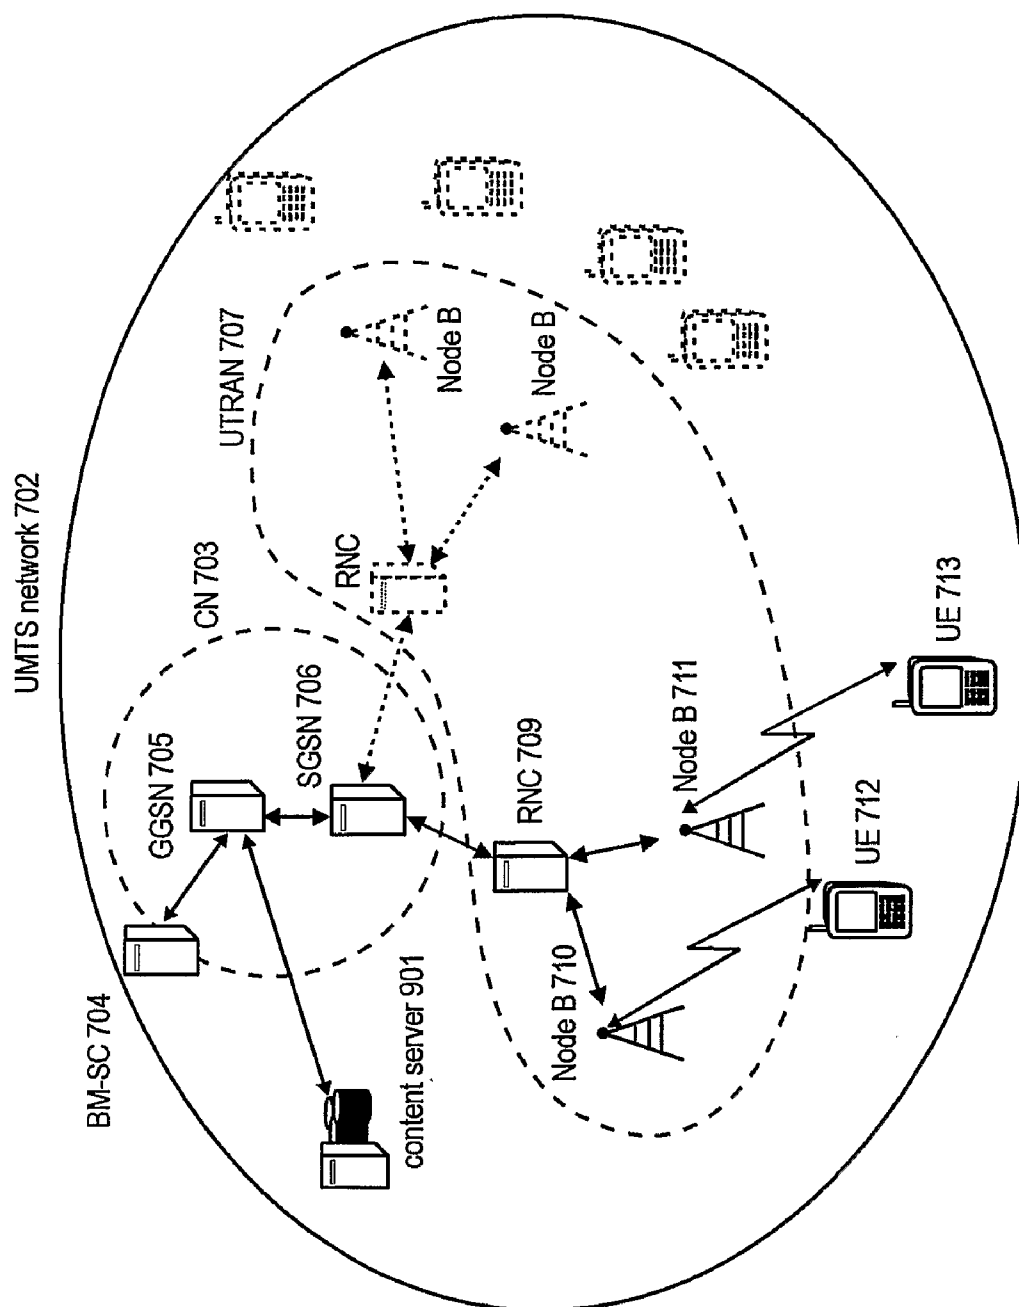 UMTS network 702
BM-SC 704
GGSN 705
CN 703
UTRAN 707
SGSN 706
RNC
Node B
Node B
content server 901
RNC 709
Node B 710
Node B 711
UE 712
UE 713